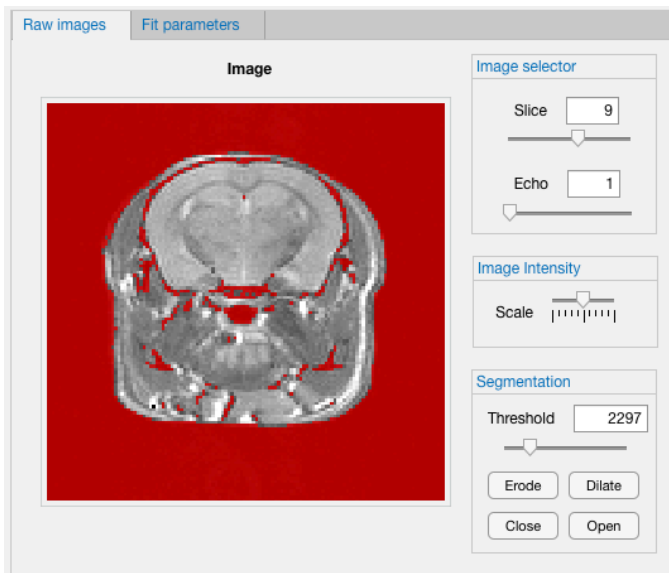 Raw images
Fit parameters
Image
Image selector
Slice 9
Echo 1
Image Intensity
Scale
Segmentation
Threshold 2297
Erode Dilate
Close Open